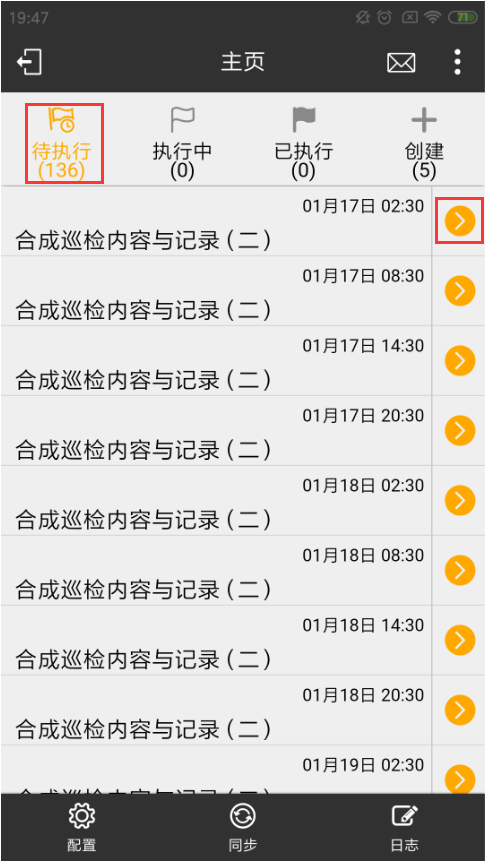 19:47
71
主页
待执行
(136)
执行中
(0)
已执行
(0)
创建
(5)
01月17日 02:30
合成巡检内容与记录（二）
01月17日 08:30
合成巡检内容与记录（二）
01月17日 14:30
合成巡检内容与记录（二）
01月17日 20:30
合成巡检内容与记录（二）
01月18日 02:30
合成巡检内容与记录（二）
01月18日 08:30
合成巡检内容与记录（二）
01月18日 14:30
合成巡检内容与记录（二）
01月18日 20:30
合成巡检内容与记录（二）
01月19日 02:30
配置
同步
日志